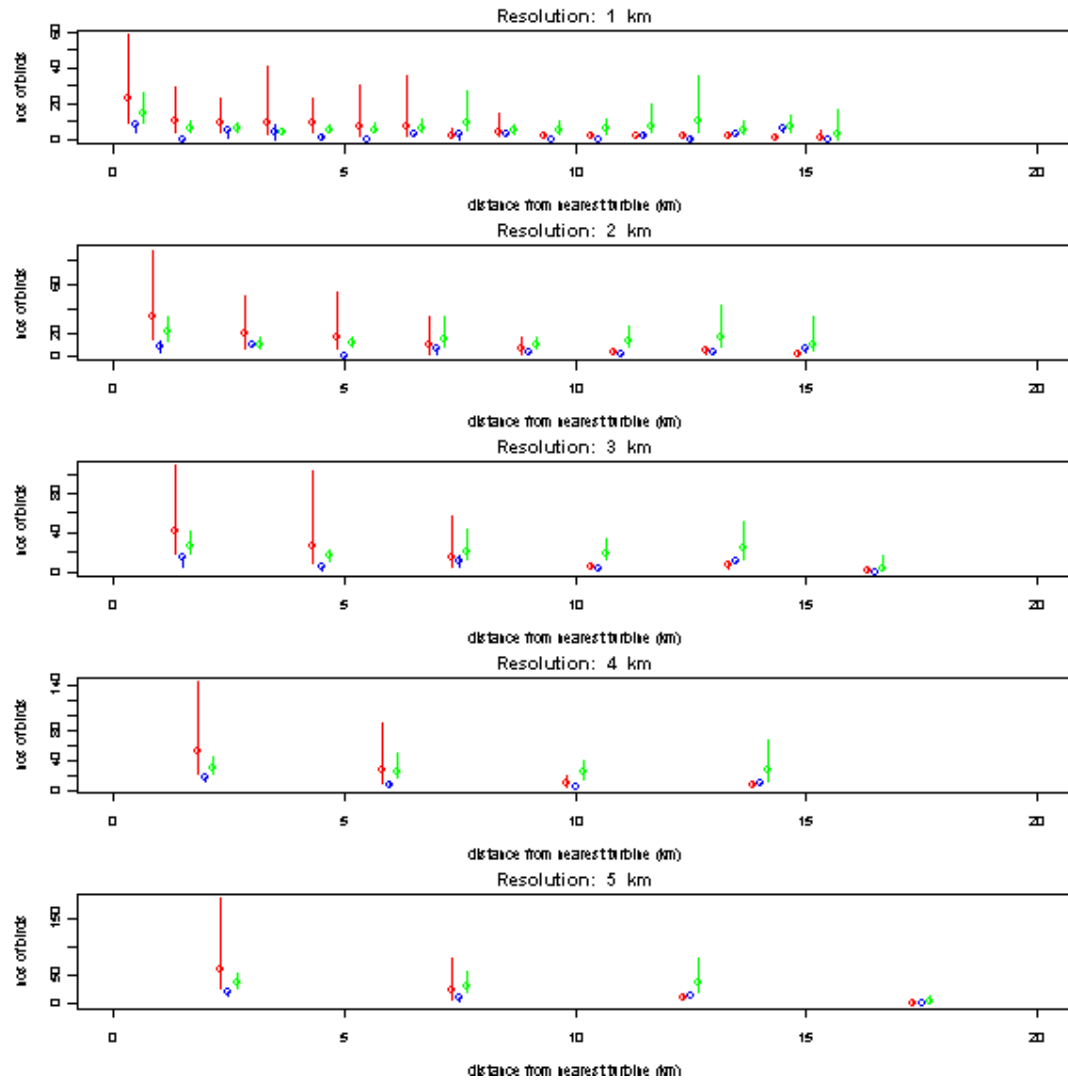 Resolution: 1 km
nos of birds
0 20 40 60
0 5 10 15 20
distance from nearest turbine (km)
Resolution: 2 km
nos of birds
0 20 60
0 5 10 15 20
distance from nearest turbine (km)
Resolution: 3 km
nos of birds
0 40 80
0 5 10 15 20
distance from nearest turbine (km)
Resolution: 4 km
nos of birds
0 40 80 140
0 5 10 15 20
distance from nearest turbine (km)
Resolution: 5 km
nos of birds
0 50 150
0 5 10 15 20
distance from nearest turbine (km)